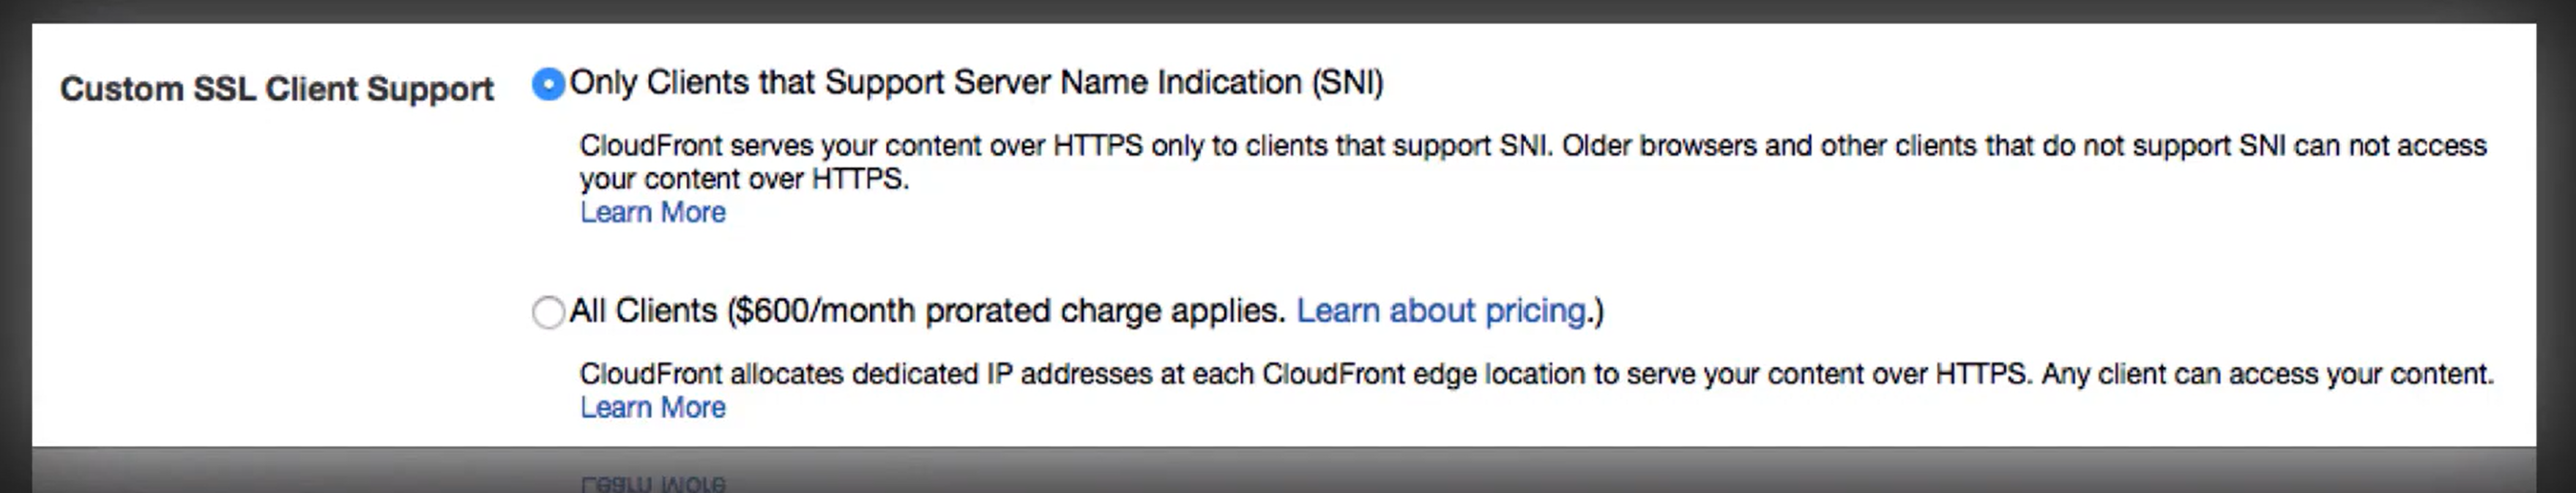 Custom SSL Client Support
Only Clients that Support Server Name Indication (SNI)
CloudFront serves your content over HTTPS only to clients that support SNI. Older browsers and other clients that do not support SNI can not access
your content over HTTPS.
Learn More
All Clients ($600/month prorated charge applies. Learn about pricing.)
CloudFront allocates dedicated IP addresses at each CloudFront edge location to serve your content over HTTPS. Any client can access your content.
Learn More
Learn More